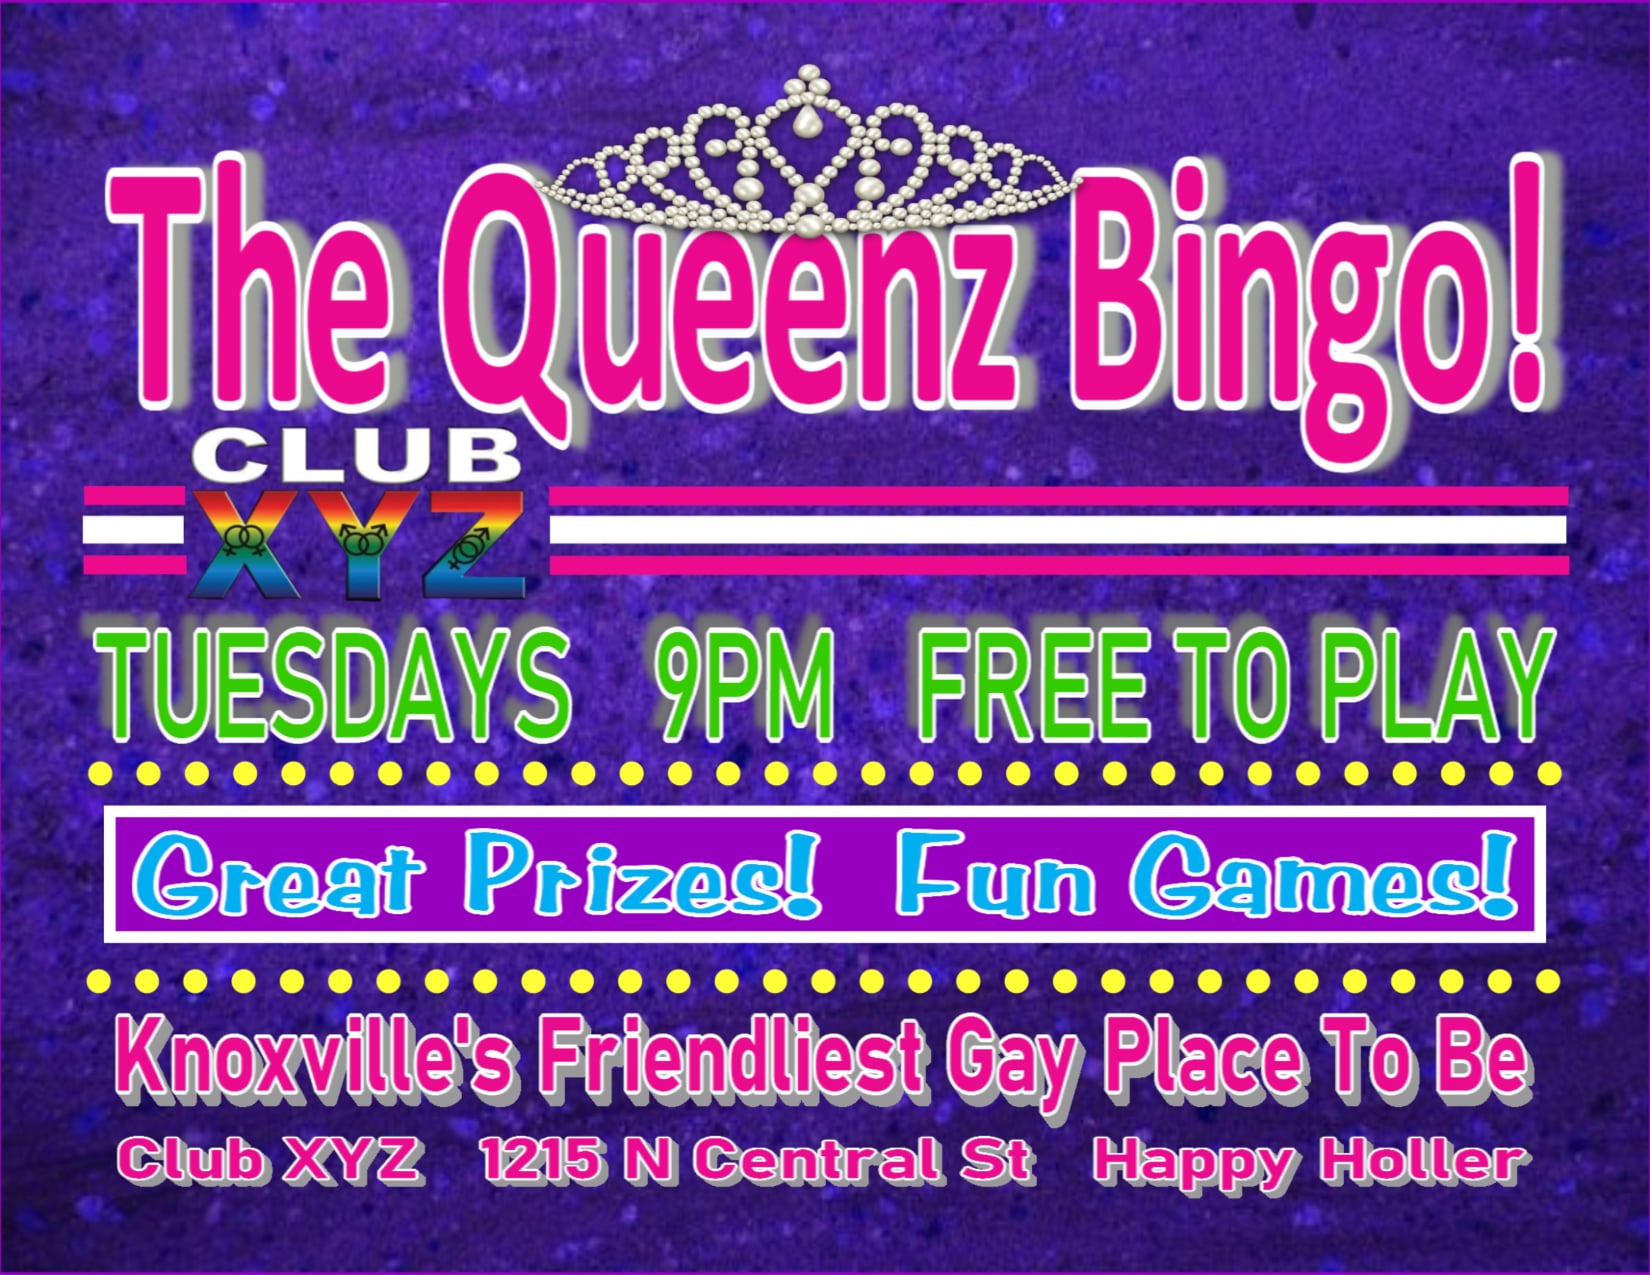 The Queenz Bingo!
CLUB
XYZ
TUESDAYS 9PM FREE TO PLAY
Great Prizes! Fun Games!
Knoxville's Friendliest Gay Place To Be
Club XYZ 1215 N Central St Happy Holler